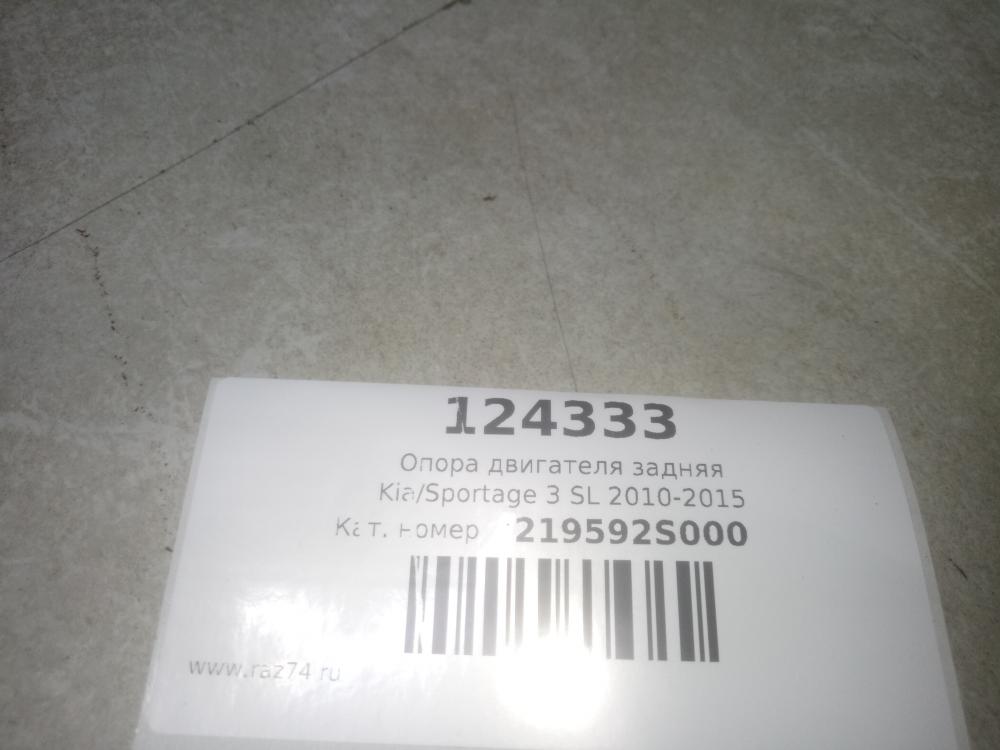 124333
Опора двигателя задняя
Kia/Sportage 3 SL 2010-2015
Кат. номер 219592S000
www.raz74.ru